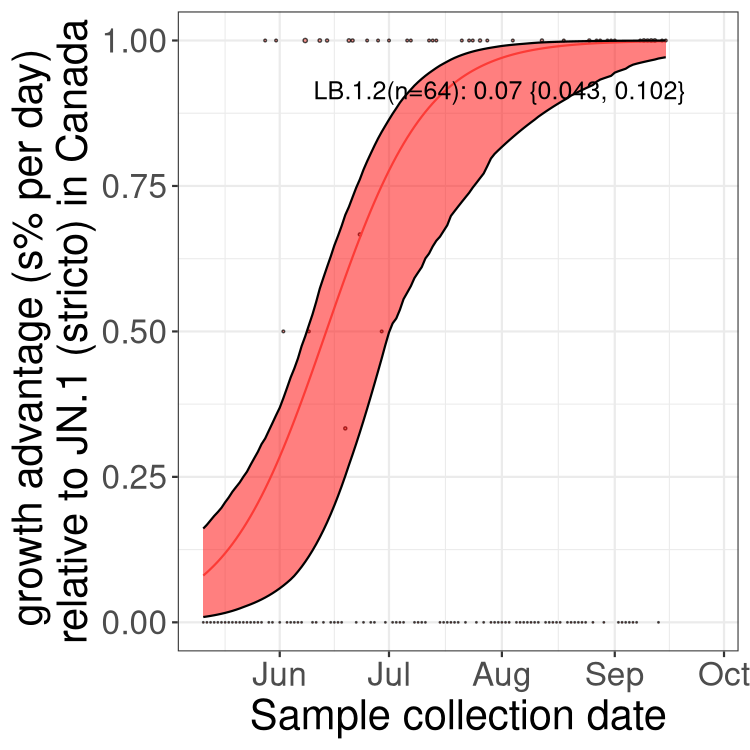 growth advantage (s% per day)
relative to JN.1 (stricto) in Canada
1.00
0.75
0.50
0.25
0.00
LB.1.2(n=64): 0.07 {0.043, 0.102}
Jun Jul Aug Sep Oct
Sample collection date